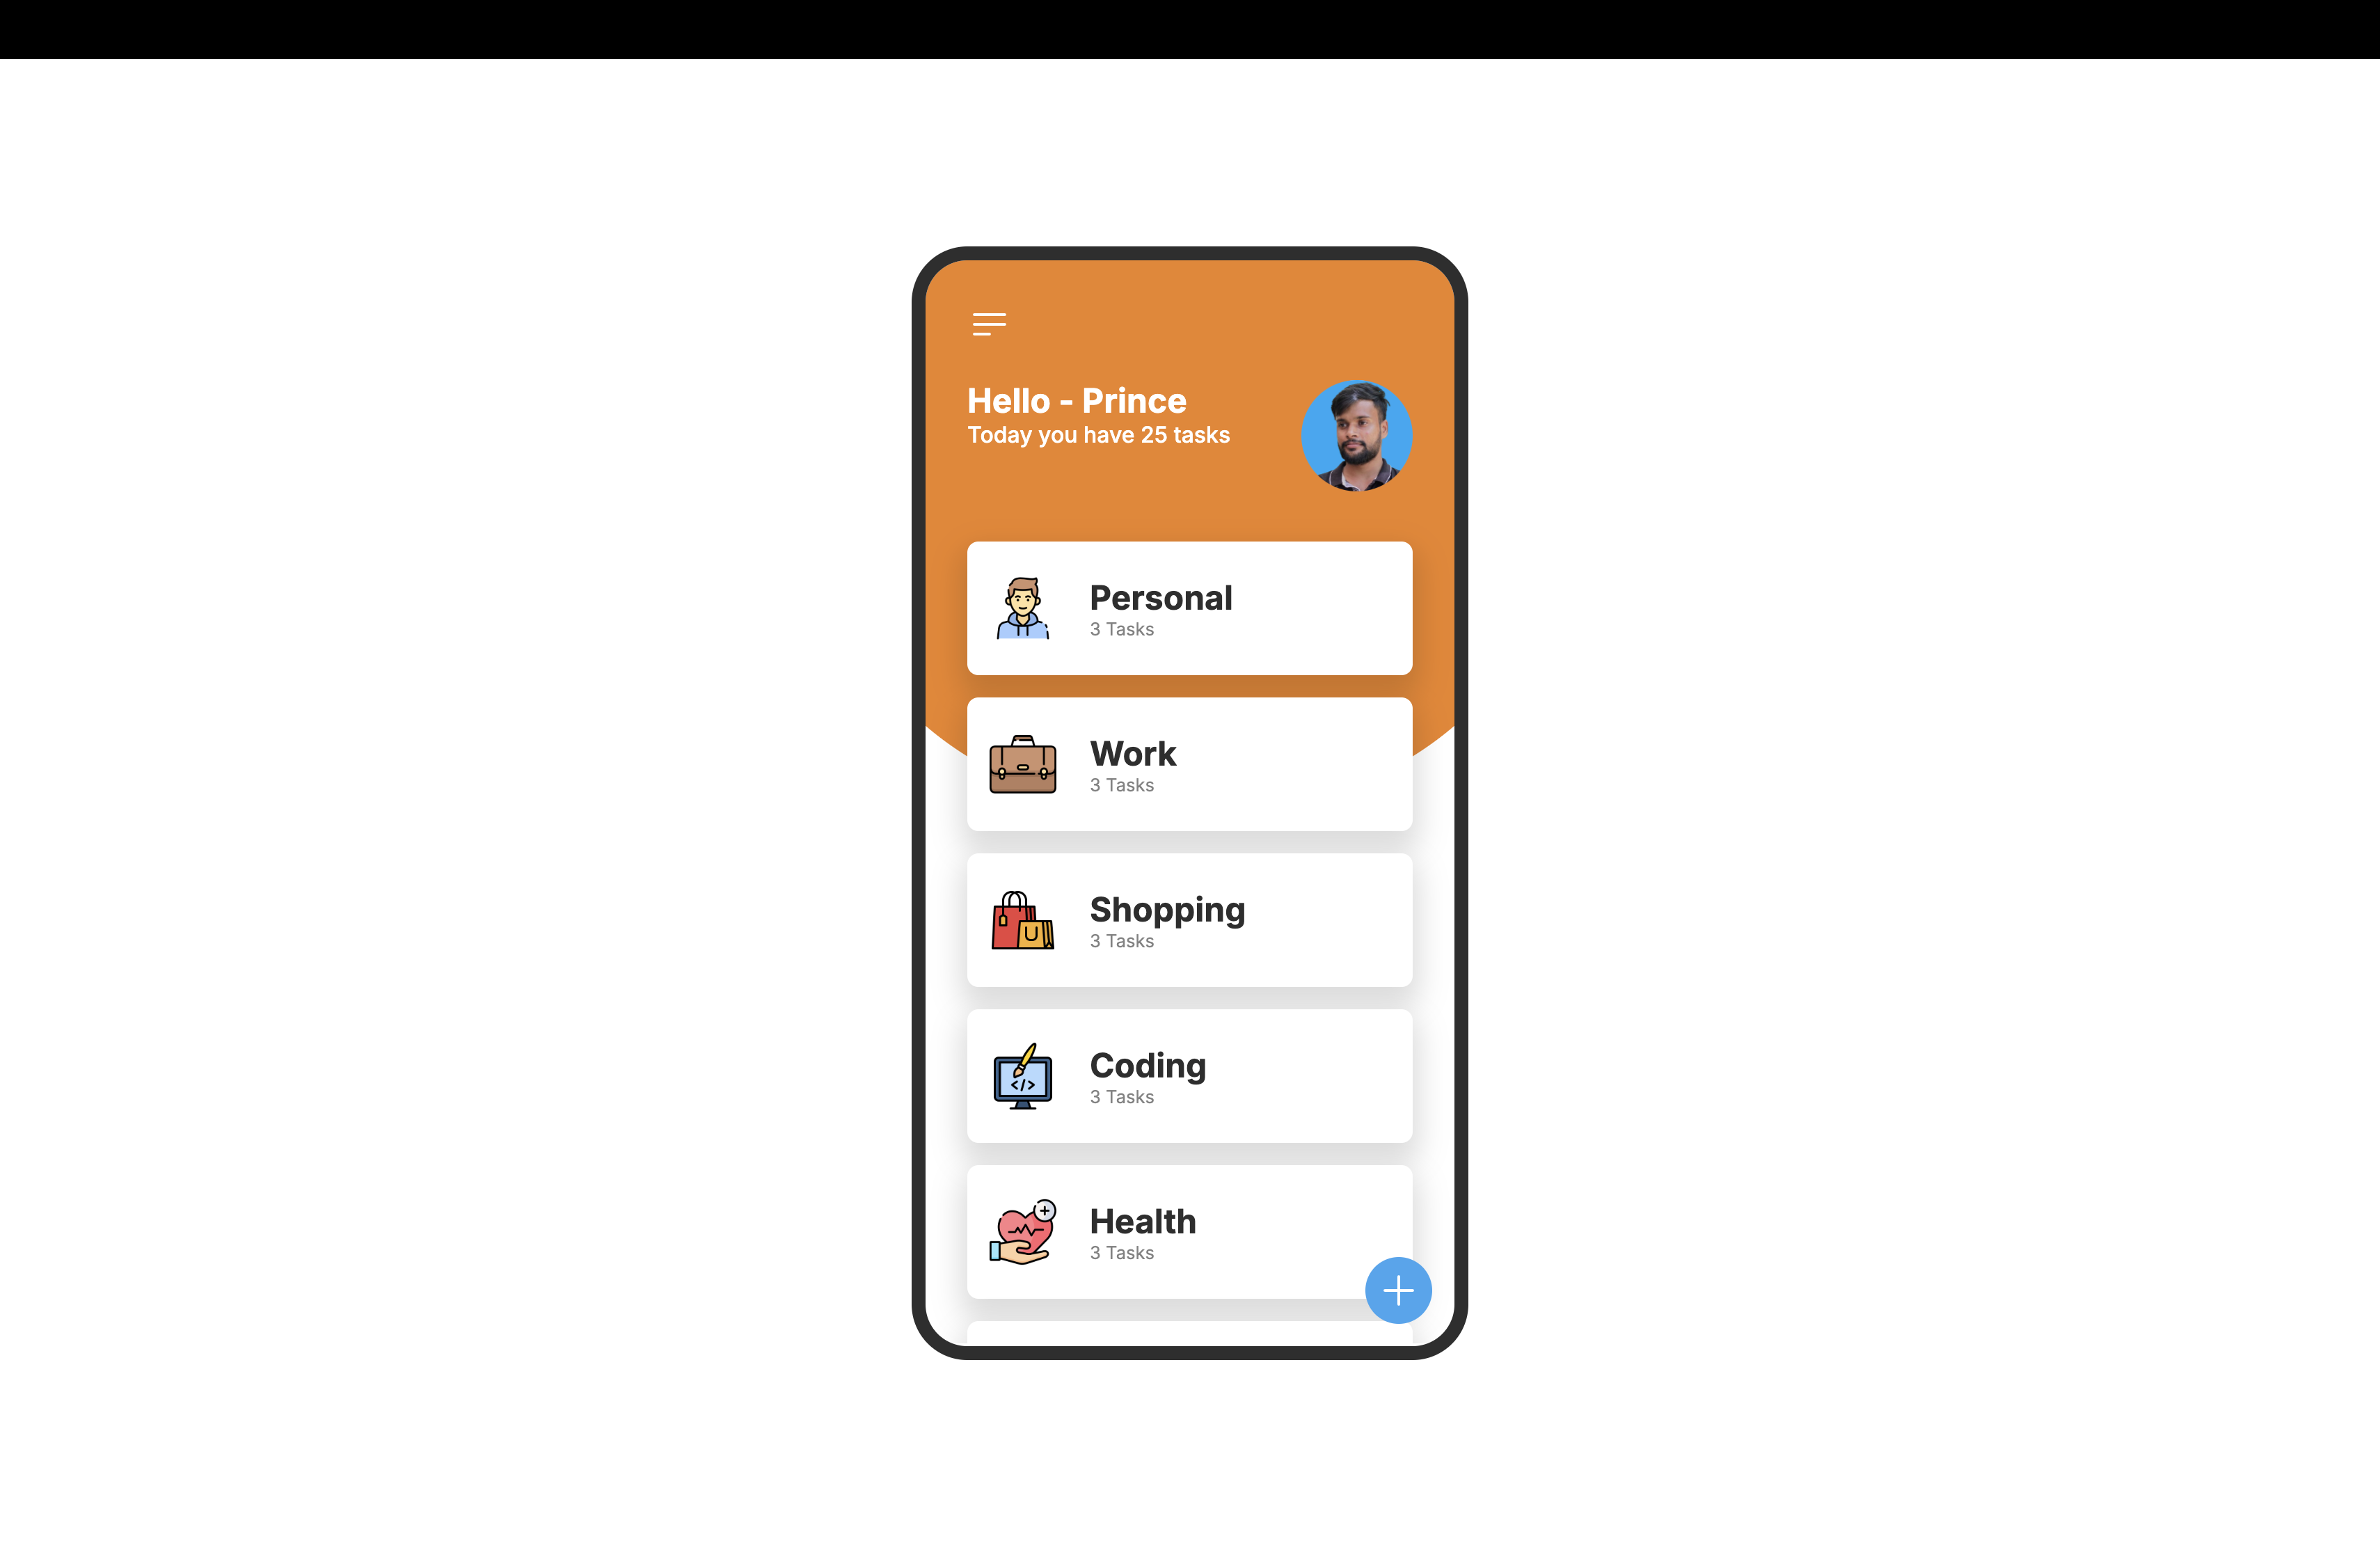 Hello - Prince
Today you have 25 tasks
Personal
3 Tasks
Work
3 Tasks
Shopping
3 Tasks
Coding
3 Tasks
</>
Health
3 Tasks